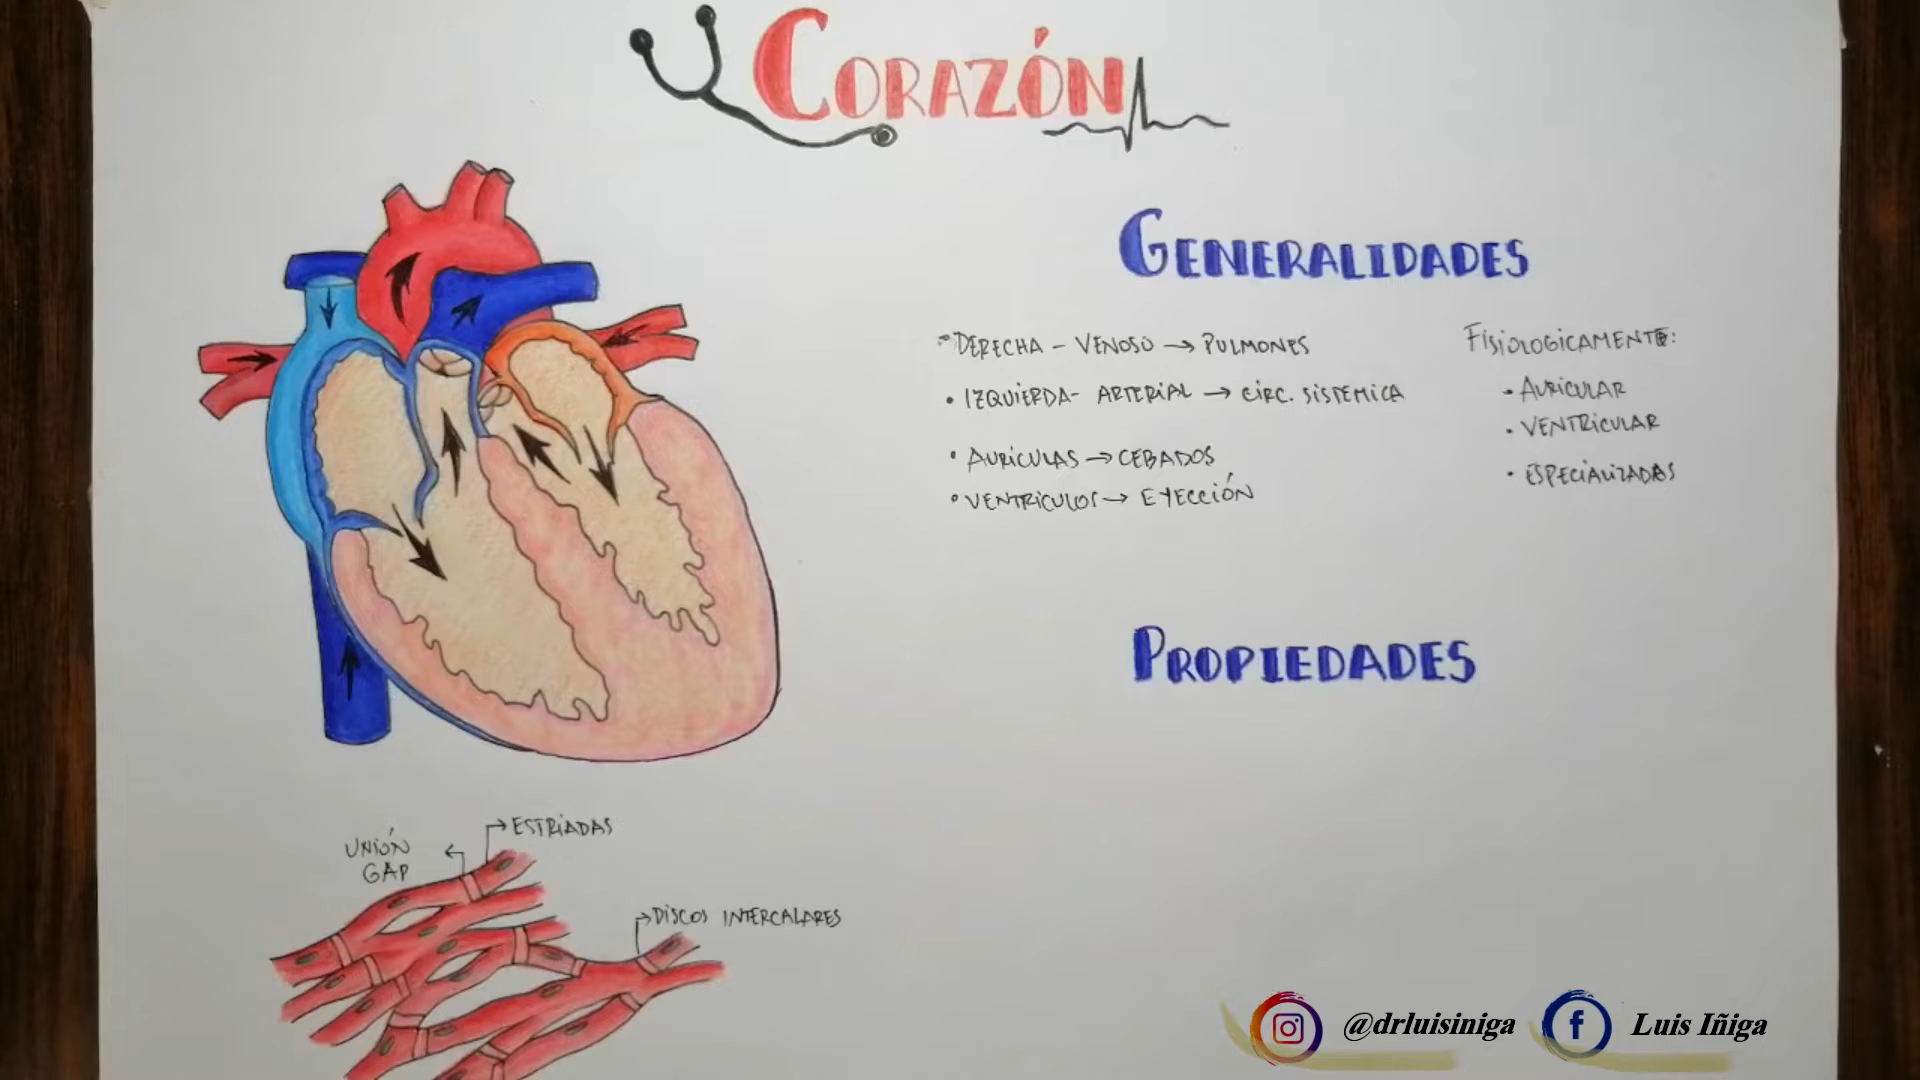 CORAZÓN
GENERALIDADES
DERECHA - VENOSO → PULMONES
• IZQUIERDA - ARTERIAL → CIRC. SISTEMICA
• AURICULAS → CEBADOS
• VENTRICULOS → EYECCIÓN
FISIOLOGICAMENTE:
• AURICULAR
• VENTRICULAR
• ESPECIALIZADAS
PROPIEDADES
ESTRIADAS
UNIÓN
GAP
DISCOS INTERCALARES
@drluisiniga
Luis Iñiga